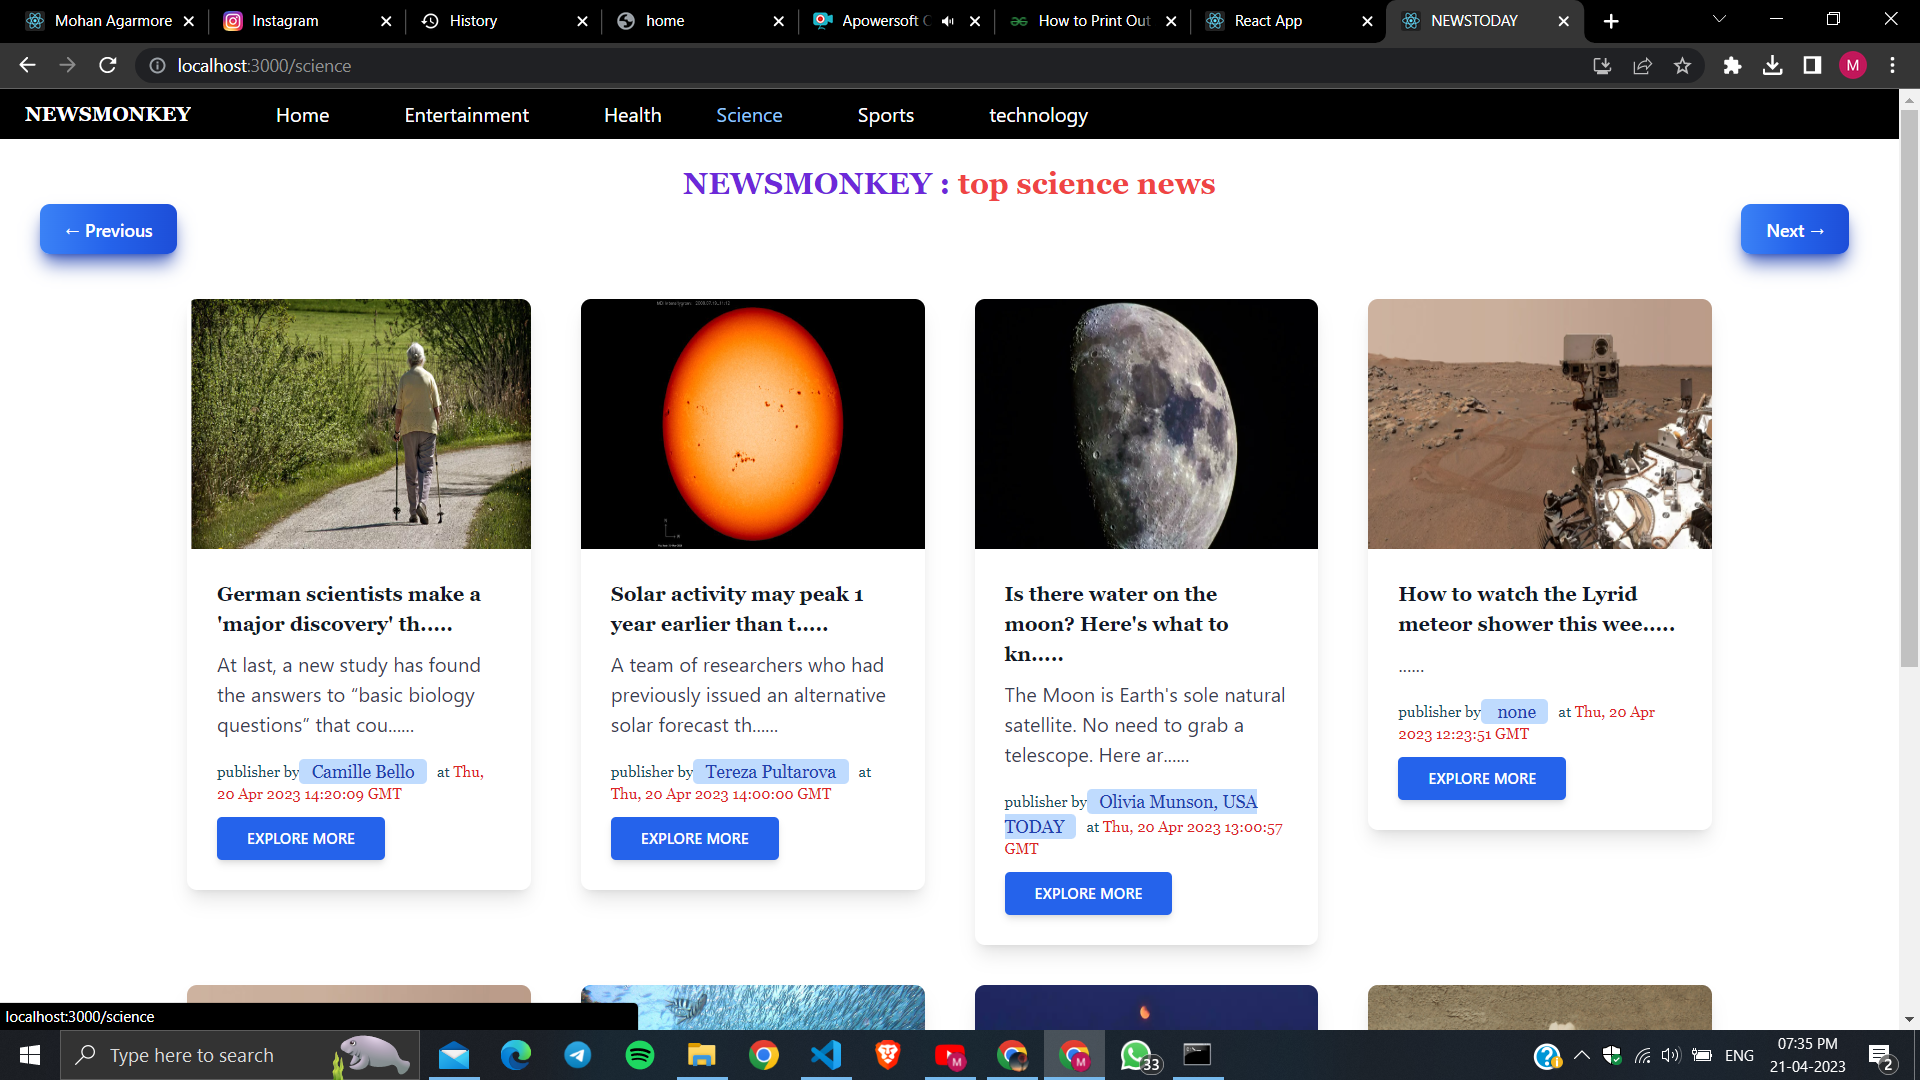 Mohan Agarmore
Instagram
History
home
Apowersoft
How to Print Out
React App
NEWSTODAY
localhost:3000/science
M
NEWSMONKEY
Home
Entertainment
Health
Science
Sports
technology
NEWSMONKEY : top science news
← Previous
Next →
German scientists make a
'major discovery' th.....
At last, a new study has found
the answers to “basic biology
questions” that cou......
publisher by Camille Bello at Thu,
20 Apr 2023 14:20:09 GMT
EXPLORE MORE
Solar activity may peak 1
year earlier than t.....
A team of researchers who had
previously issued an alternative
solar forecast th......
publisher by Tereza Pultarova at
Thu, 20 Apr 2023 14:00:00 GMT
EXPLORE MORE
Is there water on the
moon? Here's what to
kn.....
The Moon is Earth's sole natural
satellite. No need to grab a
telescope. Here ar......
publisher by Olivia Munson, USA
TODAY at Thu, 20 Apr 2023 13:00:57
GMT
EXPLORE MORE
How to watch the Lyrid
meteor shower this wee.....
......
publisher by none at Thu, 20 Apr
2023 12:23:51 GMT
EXPLORE MORE
localhost:3000/science
Type here to search
M
M
33
ENG
07:35 PM
21-04-2023
2